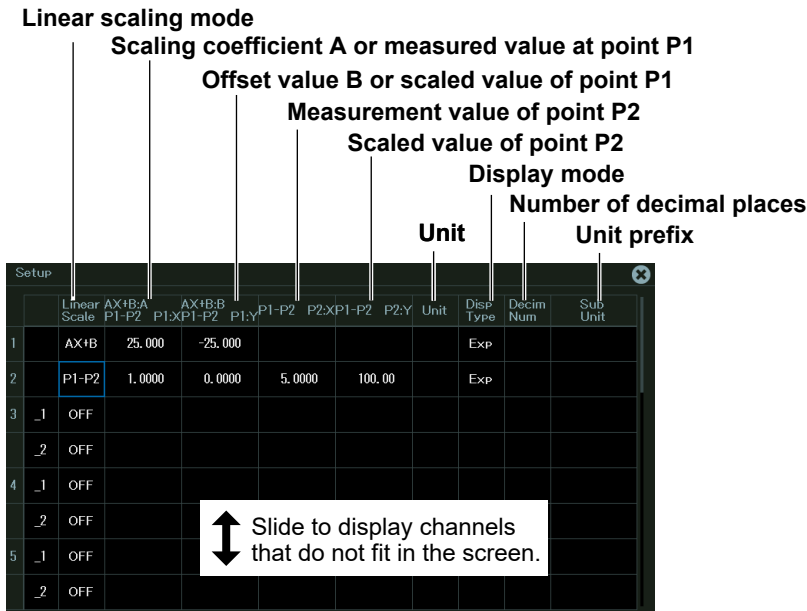 Linear scaling mode
Scaling coefficient A or measured value at point P1
Offset value B or scaled value of point P1
Measurement value of point P2
Scaled value of point P2
Display mode
Number of decimal places
Unit Unit prefix
Setup
Linear AX+B:A AX+B:B Disp Decim Sub
Scale P1-P2 P1:X P1-P2 P1:Y P1-P2 P2:X P1-P2 P2:Y Unit Type Num Unit
1 AX+B 25.000 -25.000 Exp
2 P1-P2 1.0000 0.0000 5.0000 100.00 Exp
3 _1 OFF
_2 OFF
4 _1 OFF
_2 OFF
5 _1 OFF
_2 OFF
Slide to display channels
that do not fit in the screen.